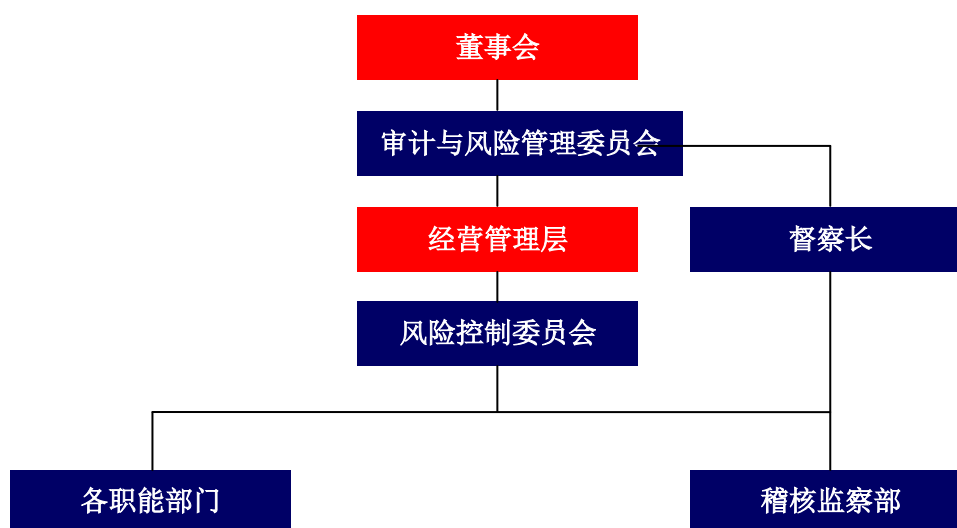 董事会
审计与风险管理委员会
经营管理层
督察长
风险控制委员会
各职能部门
稽核监察部